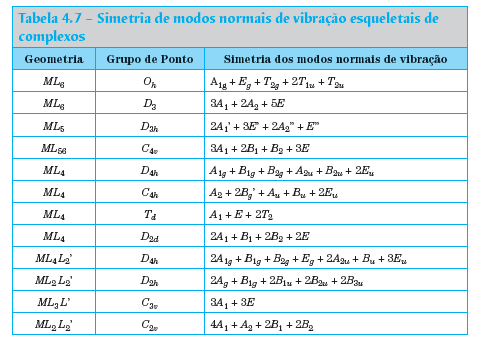 Tabela 4.7 – Simetria de modos normais de vibração esqueletais de
complexos
Geometria Grupo de Ponto Simetria dos modos normais de vibração
ML6 Oh A1g + Eg + T2g + 2T1u + T2u
ML6 D3 3A1 + 2A2 + 5E
ML5 D3h 2A1' + 3E' + 2A2" + E"
ML56 C4v 3A1 + 2B1 + B2 + 3E
ML4 D4h A1g + B1g + B2g + A2u + B2u + 2Eu
ML4 C4h A2 + 2Bg' + Au + Bu + 2Eu
ML4 Td A1 + E + 2T2
ML4 D2d 2A1 + B1 + 2B2 + 2E
ML4L2' D4h 2A1g + B1g + B2g + Eg + 2A2u + Bu + 3Eu
ML2L2' D2h 2Ag + B1g + 2B1u + 2B2u + 2B3u
ML3L' C3v 3A1 + 3E
ML2L2' C2v 4A1 + A2 + 2B1 + 2B2